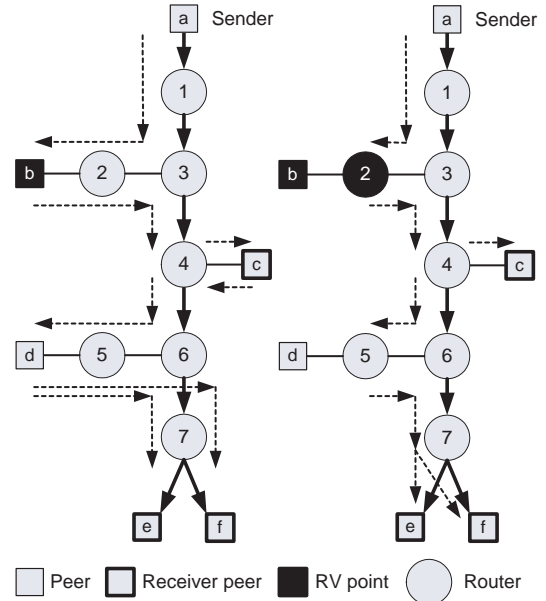 a Sender
1
b 2 3
4 c
d 5 6
7
e f
a Sender
1
b 2 3
4 c
d 5 6
7
e f
Peer Receiver peer RV point Router